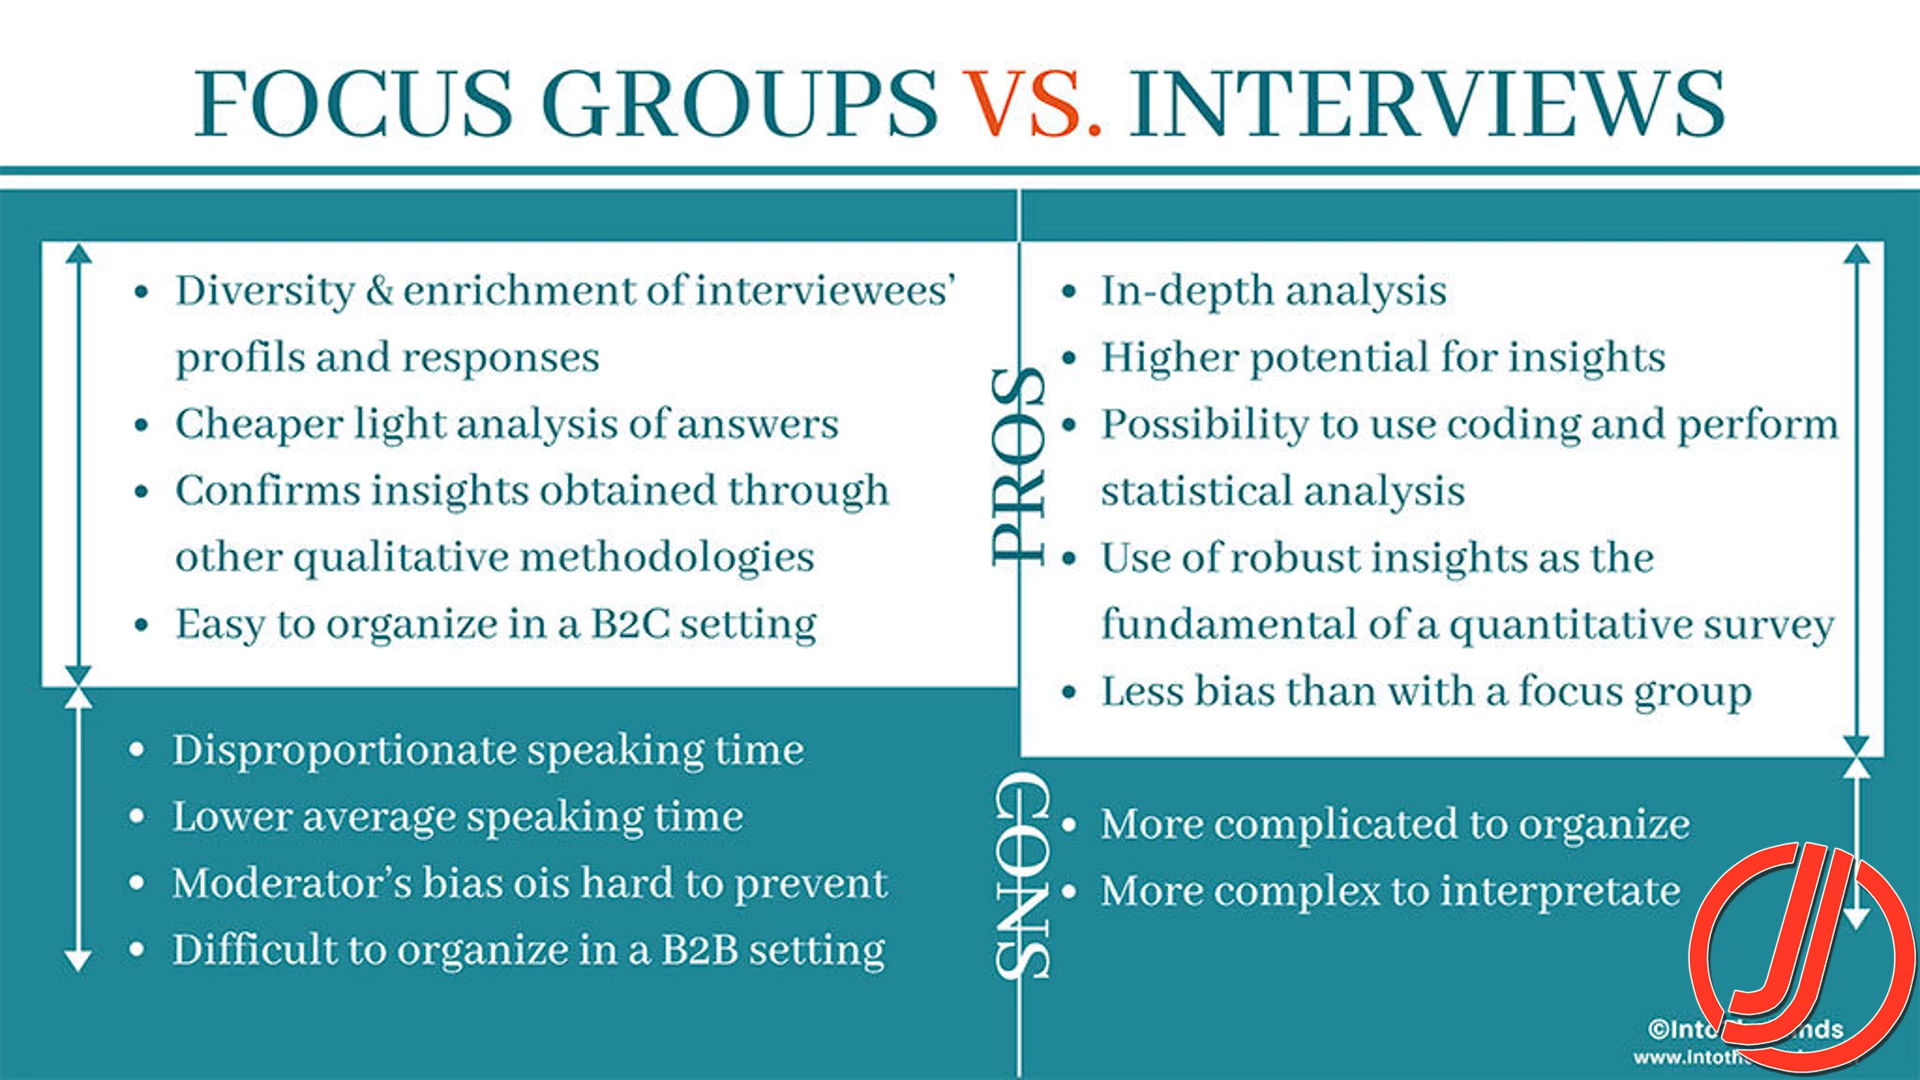 FOCUS GROUPS VS. INTERVIEWS
• Diversity & enrichment of interviewees’
profils and responses
• Cheaper light analysis of answers
• Confirms insights obtained through
other qualitative methodologies
• Easy to organize in a B2C setting
PROS
• In-depth analysis
• Higher potential for insights
• Possibility to use coding and perform
statistical analysis
• Use of robust insights as the
fundamental of a quantitative survey
• Less bias than with a focus group
• Disproportionate speaking time
• Lower average speaking time
• Moderator’s bias ois hard to prevent
• Difficult to organize in a B2B setting
CONS
• More complicated to organize
• More complex to interpretate